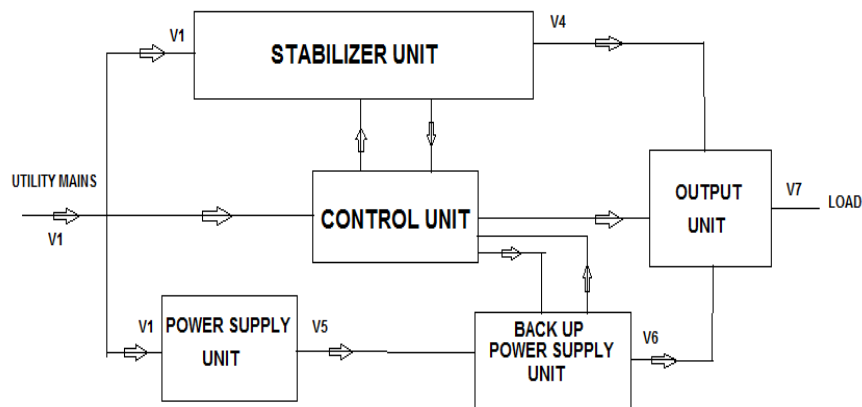 V1
STABILIZER UNIT
V4
UTILITY MAINS
V1
CONTROL UNIT
OUTPUT
UNIT
V7
LOAD
V1
POWER SUPPLY
UNIT
V5
BACK UP
POWER SUPPLY
UNIT
V6